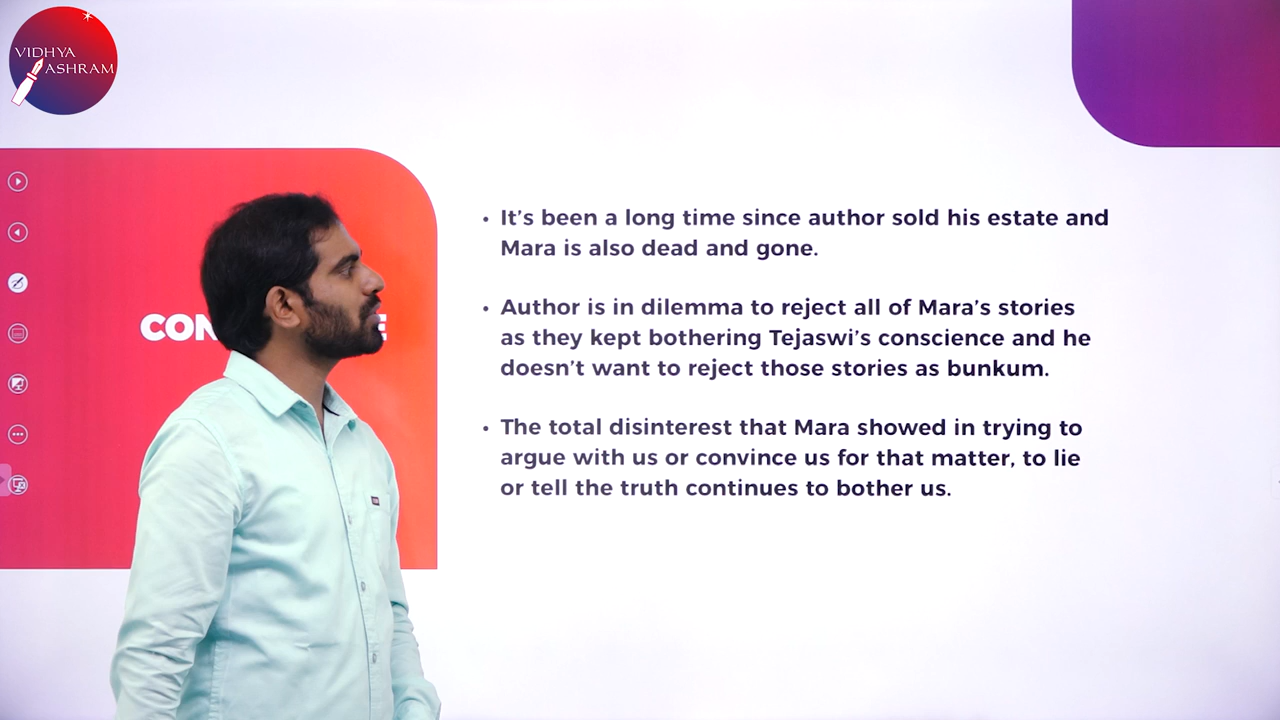 VIDHYA
ASHRAM
• It's been a long time since author sold his estate and
Mara is also dead and gone.
• Author is in dilemma to reject all of Mara's stories
as they kept bothering Tejaswi's conscience and he
doesn't want to reject those stories as bunkum.
• The total disinterest that Mara showed in trying to
argue with us or convince us for that matter, to lie
or tell the truth continues to bother us.